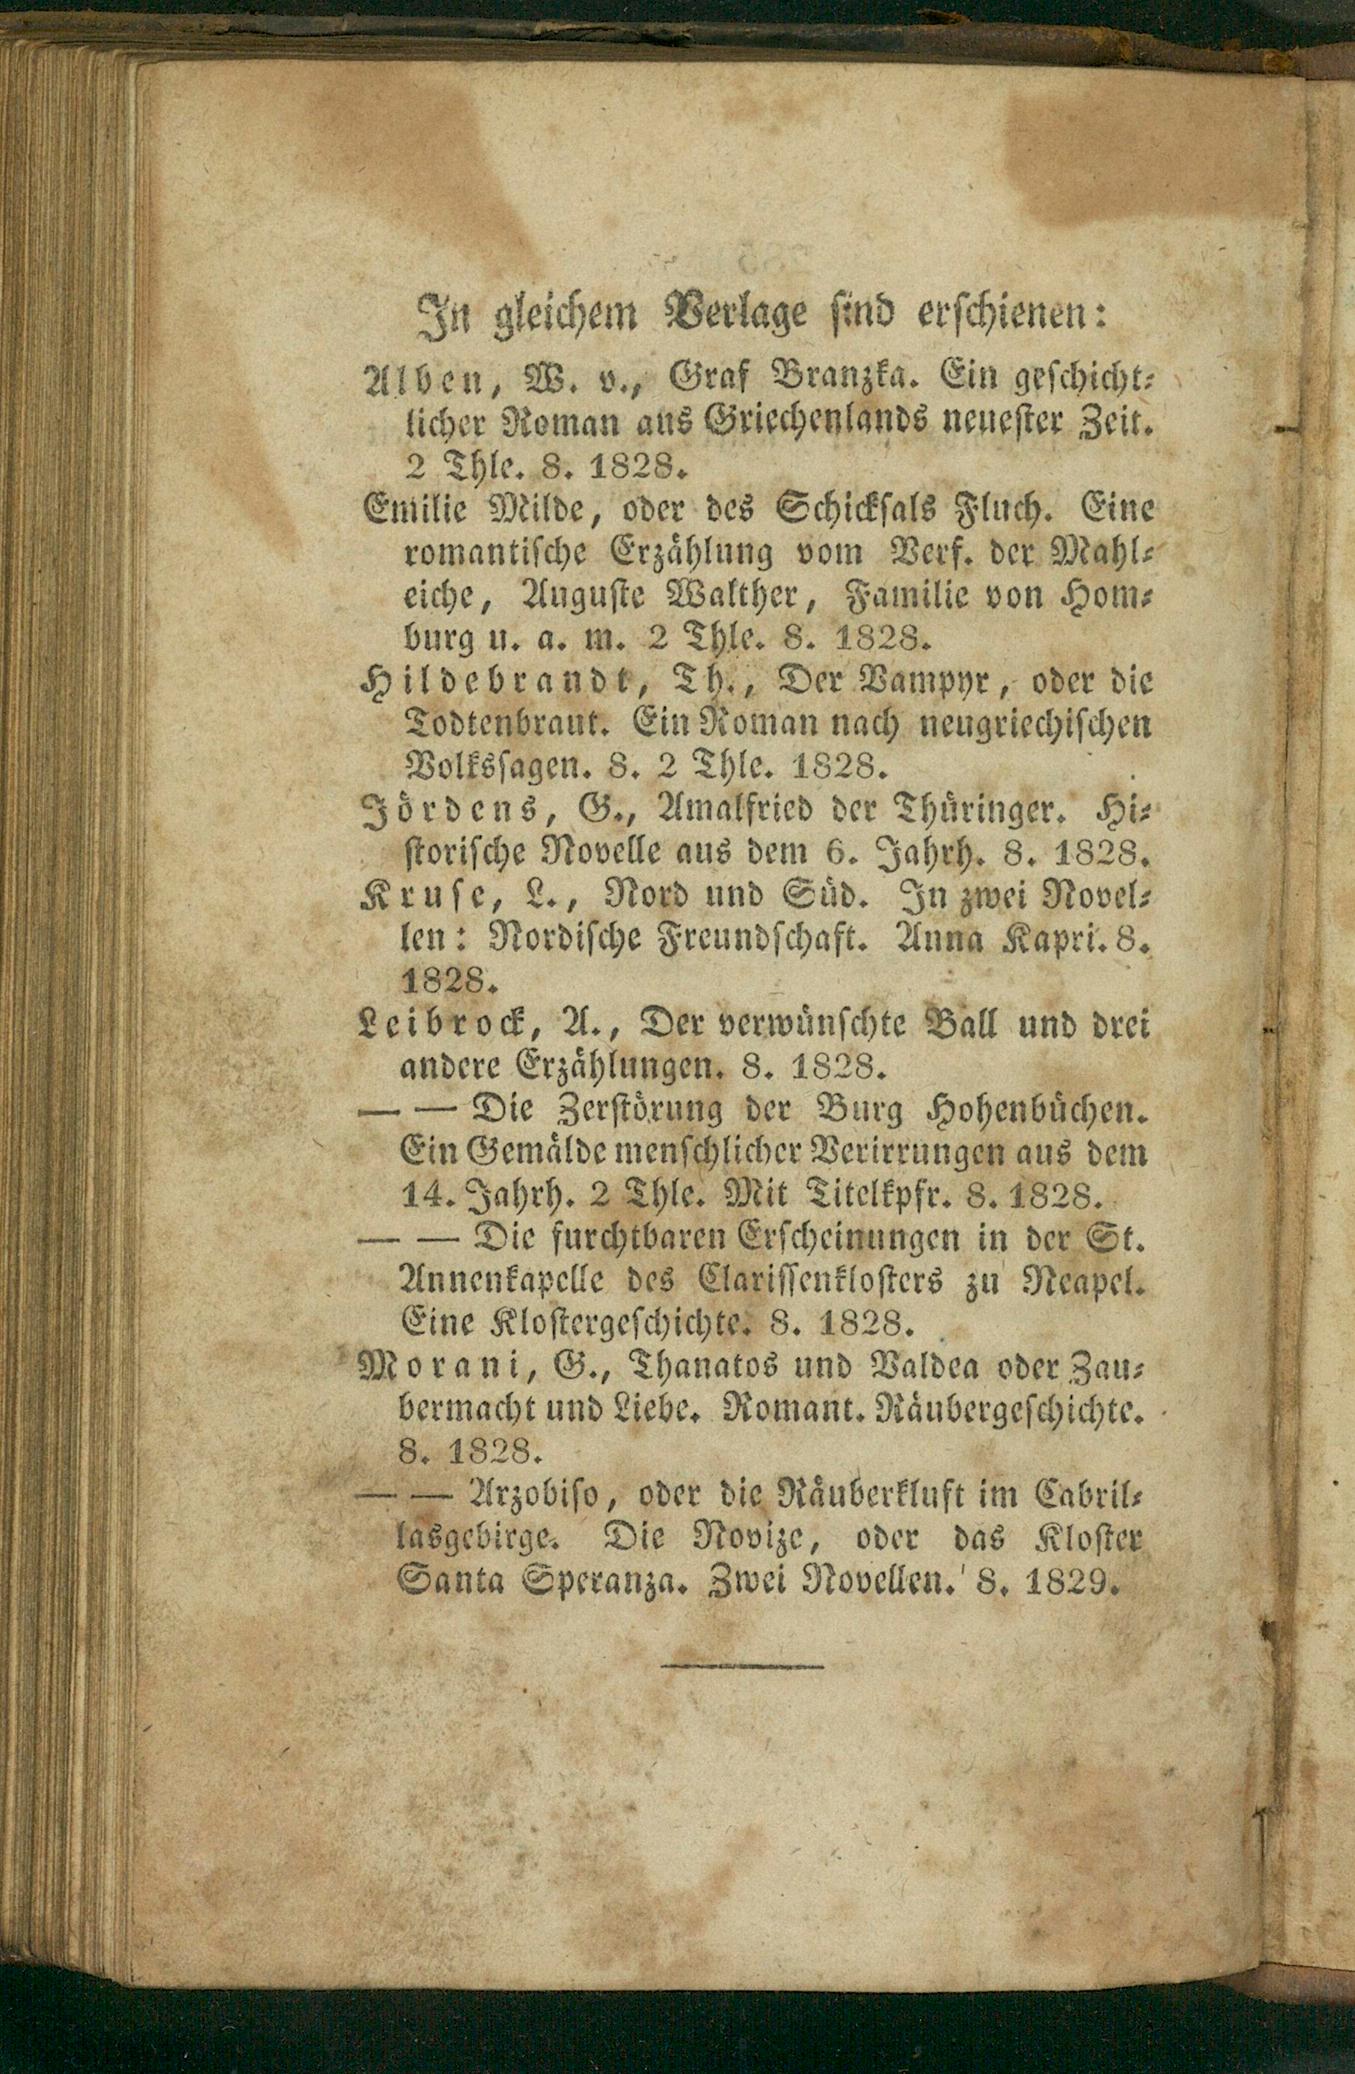 In gleichem Verlage sind erschienen:
Alben, W. v., Graf Branzka. Ein geschicht-
licher Roman aus Griechenlands neuester Zeit.
2 Thle. 8. 1828.
Emilie Milde, oder des Schicksals Fluch. Eine
romantische Erzählung vom Verf. der Mahl-
eiche, Auguste Walther, Familie von Hom-
burg u. a. m. 2 Thle. 8. 1828.
Hildebrandt, Th., Der Vampyr, oder die
Todtenbraut. Ein Roman nach neugriechischen
Volkssagen. 8. 2 Thle. 1828.
Jördens, G., Amalfried der Thüringer. Hi-
storische Novelle aus dem 6. Jahrh. 8. 1828.
Kruse, L., Nord und Süd. In zwei Novel-
len: Nordische Freundschaft. Anna Kapri. 8.
1828.
Leibrock, A., Der verwünschte Ball und drei
andere Erzählungen. 8. 1828.
— — Die Zerstörung der Burg Hohenbüchen.
Ein Gemälde menschlicher Verirrungen aus dem
14. Jahrh. 2 Thle. Mit Titelkpfr. 8. 1828.
— — Die furchtbaren Erscheinungen in der St.
Annenkapelle des Clarissenklosters zu Neapel.
Eine Klostergeschichte. 8. 1828.
Morani, G., Thanatos und Valdea oder Zau-
bermacht und Liebe. Romant. Räubergeschichte.
8. 1828.
— — Arzobiso, oder die Räuberkluft im Cabril-
lasgebirge. Die Novize, oder das Kloster
Santa Speranza. Zwei Novellen. 8. 1829.